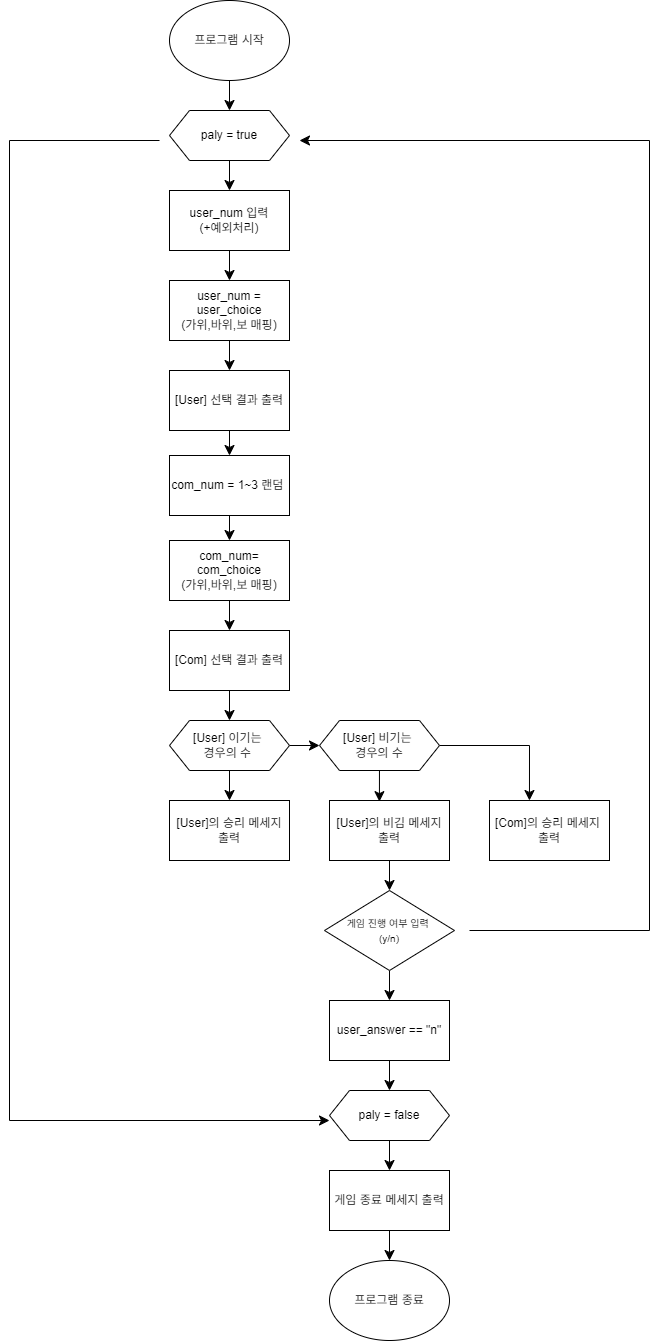 프로그램 시작
paly = true
user_num 입력
(+예외처리)
user_num =
user_choice
(가위,바위,보 매핑)
[User] 선택 결과 출력
com_num = 1~3 랜덤
com_num=
com_choice
(가위,바위,보 매핑)
[Com] 선택 결과 출력
[User] 이기는
경우의 수
[User] 비기는
경우의 수
[User]의 승리 메세지
출력
[User]의 비김 메세지
출력
[Com]의 승리 메세지
출력
게임 진행 여부 입력
(y/n)
user_answer == "n"
paly = false
게임 종료 메세지 출력
프로그램 종료